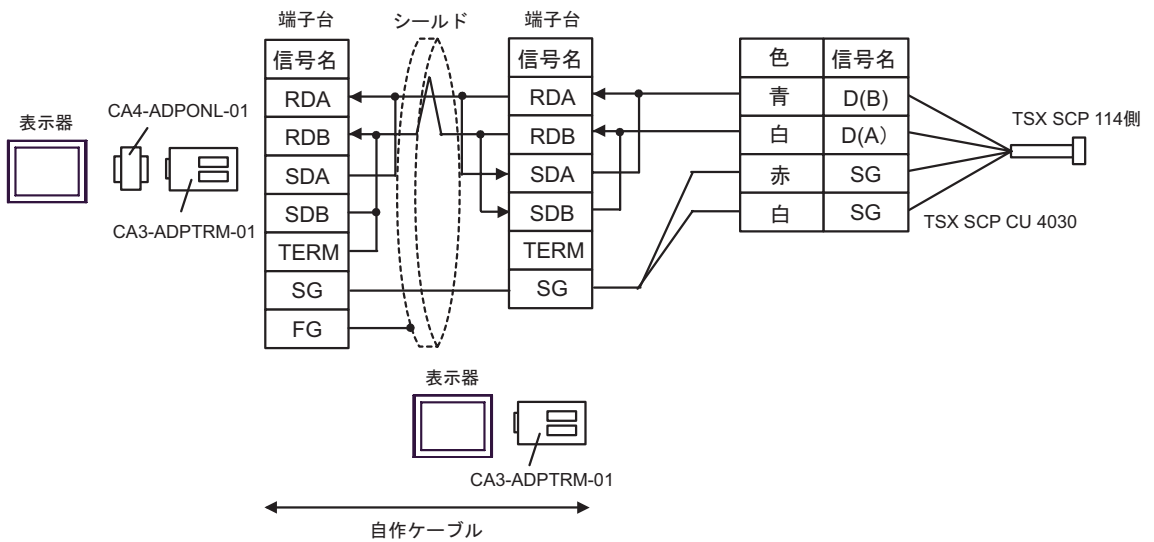 端子台
シールド
端子台
信号名
RDA
RDB
SDA
SDB
TERM
SG
FG
信号名
RDA
RDB
SDA
SDB
TERM
SG
色 信号名
青 D(B)
白 D(A）
赤 SG
白 SG
表示器
CA4-ADPONL-01
CA3-ADPTRM-01
TSX SCP 114側
TSX SCP CU 4030
表示器
CA3-ADPTRM-01
自作ケーブル